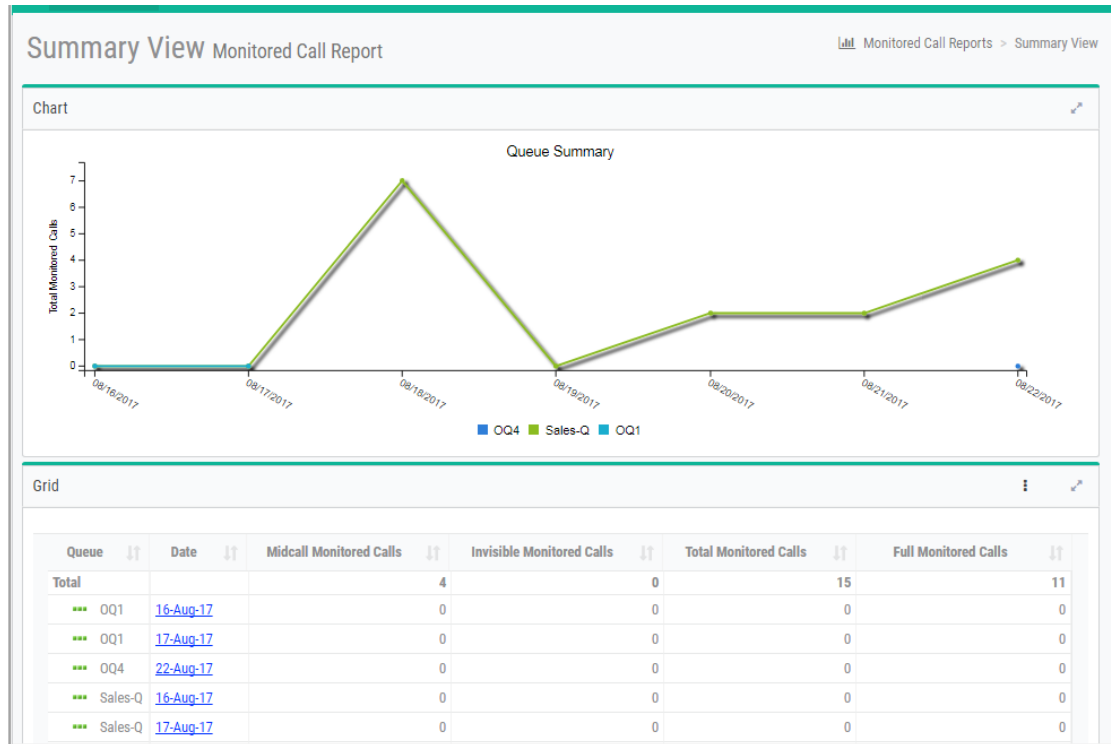 Summary View Monitored Call Report
Monitored Call Reports > Summary View
Chart
Queue Summary
Total Monitored Calls
7
6
5
4
3
2
1
0
08/16/2017 08/17/2017 08/18/2017 08/19/2017 08/20/2017 08/21/2017 08/22/2017
OQ4 Sales-Q OQ1
Grid
Queue Date Midcall Monitored Calls Invisible Monitored Calls Total Monitored Calls Full Monitored Calls
Total 4 0 15 11
OQ1 16-Aug-17 0 0 0 0
OQ1 17-Aug-17 0 0 0 0
OQ4 22-Aug-17 0 0 0 0
Sales-Q 16-Aug-17 0 0 0 0
Sales-Q 17-Aug-17 0 0 0 0